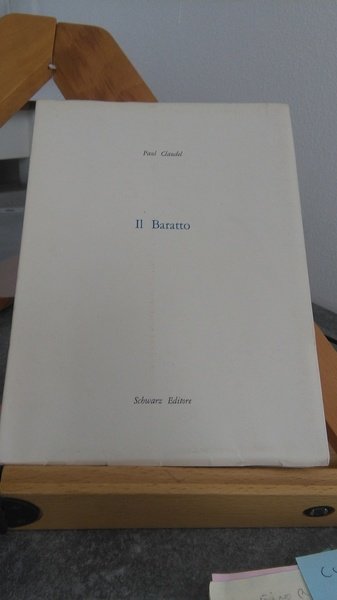 Paul Claudel
Il Baratto
Schwarz Editore